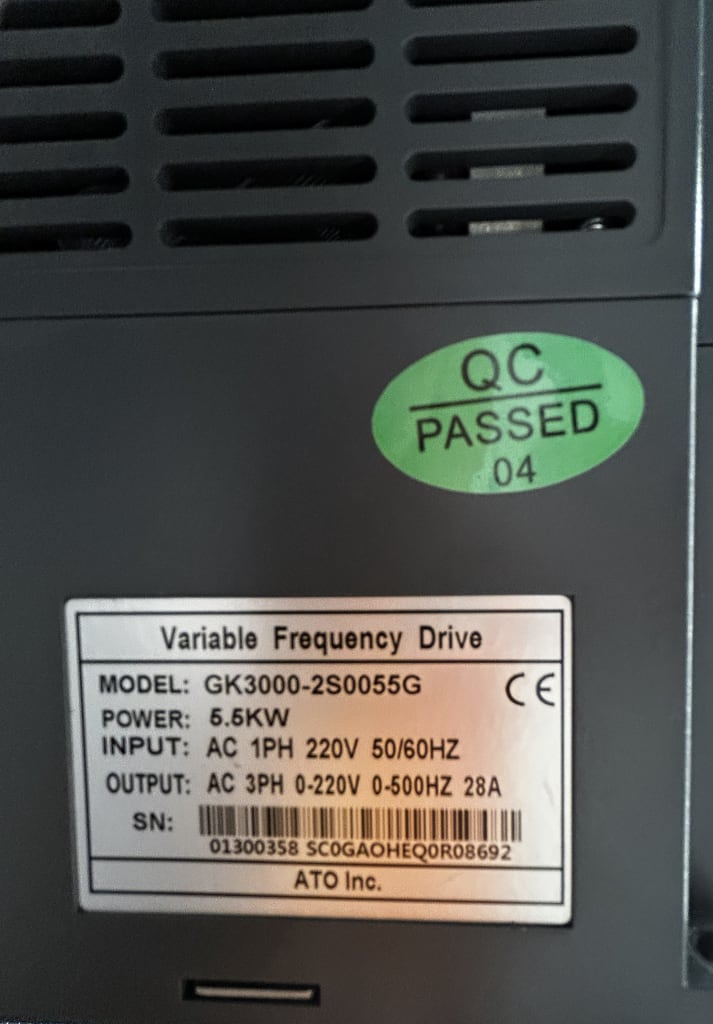 QC
PASSED
04
Variable Frequency Drive
MODEL: GK3000-2S0055G CE
POWER: 5.5KW
INPUT: AC 1PH 220V 50/60HZ
OUTPUT: AC 3PH 0-220V 0-500HZ 28A
SN:
01300358 SC0GAOHEQ0R08692
ATO Inc.